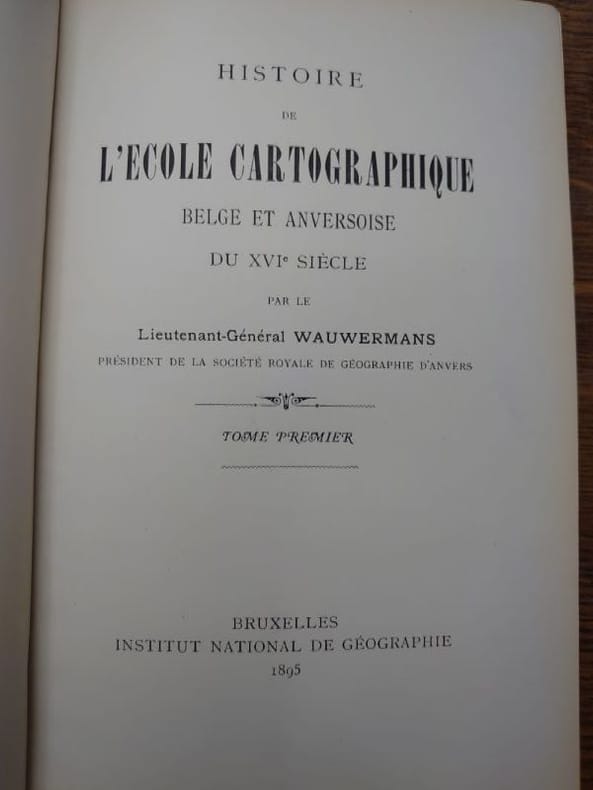 HISTOIRE
DE
L'ECOLE CARTOGRAPHIQUE
BELGE ET ANVERSOISE
DU XVIe SIÈCLE
PAR LE
Lieutenant-Général WAUWERMANS
PRÉSIDENT DE LA SOCIÉTÉ ROYALE DE GÉOGRAPHIE D'ANVERS
TOME PREMIER
BRUXELLES
INSTITUT NATIONAL DE GÉOGRAPHIE
1895